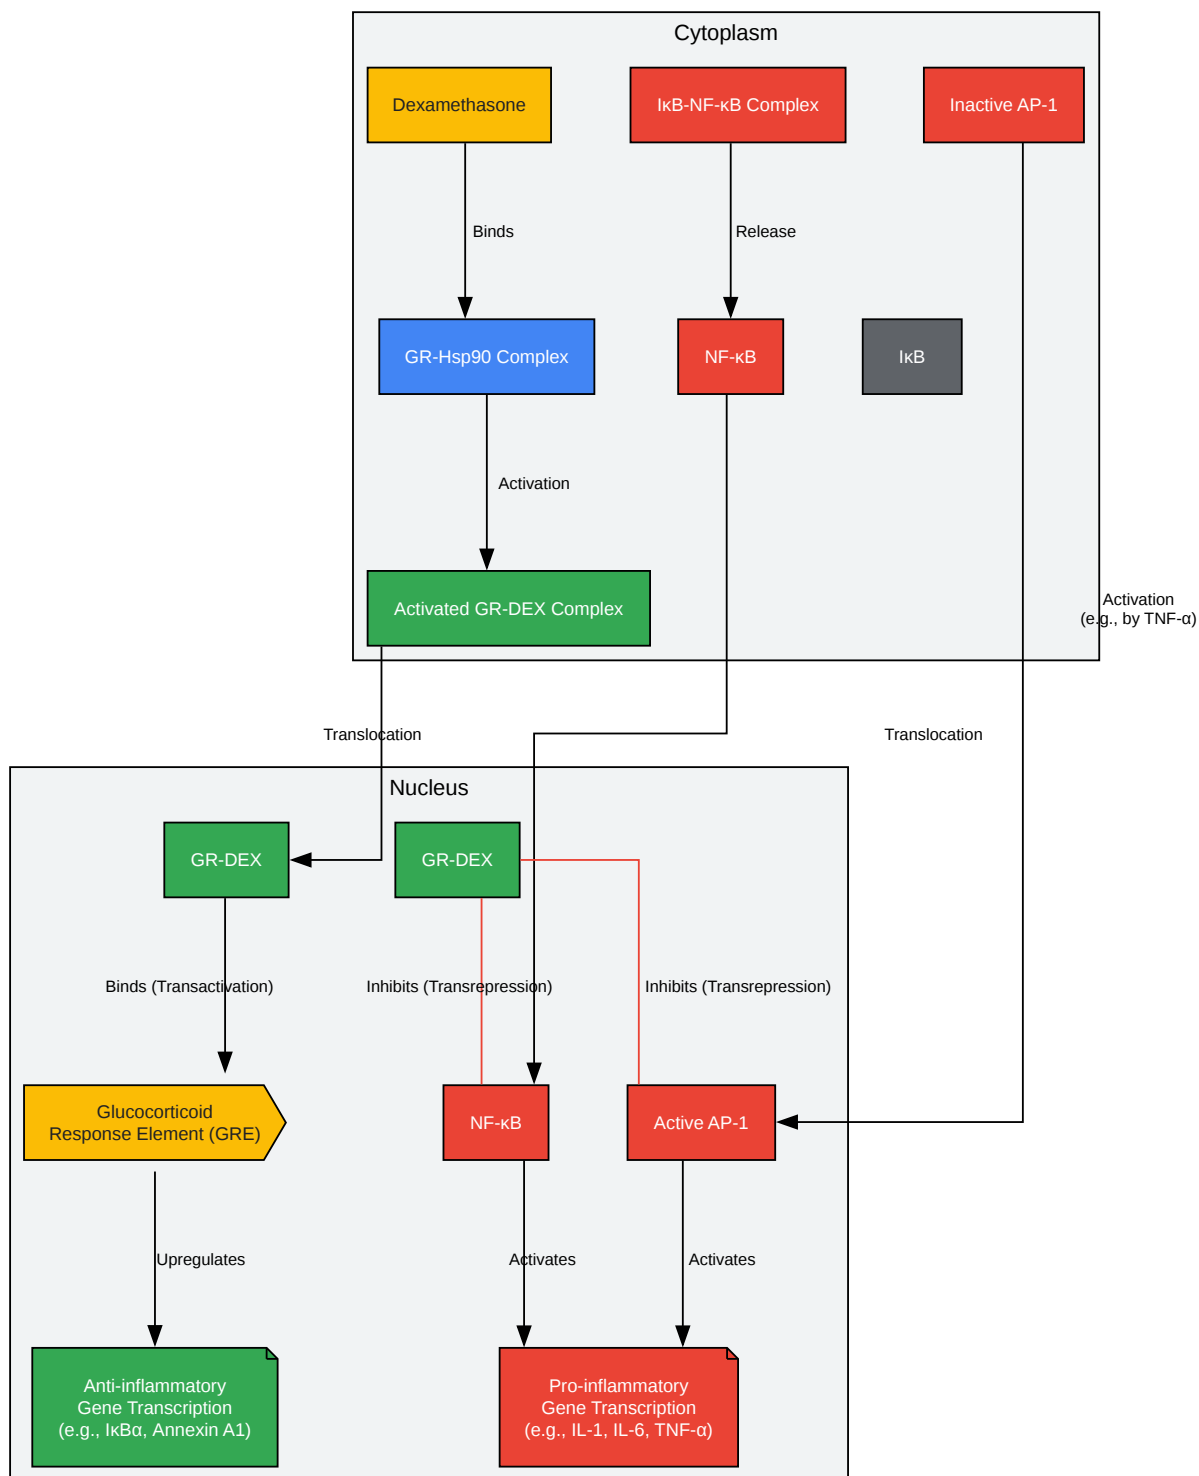 Cytoplasm
Dexamethasone
IκB-NF-κB Complex
Inactive AP-1
Binds
Release
GR-Hsp90 Complex
NF-κB
IκB
Activation
Activated GR-DEX Complex
Activation
(e.g., by TNF-α)
Translocation
Translocation
Nucleus
GR-DEX
GR-DEX
Binds (Transactivation)
Inhibits (Transrepression)
Inhibits (Transrepression)
Glucocorticoid
Response Element (GRE)
NF-κB
Active AP-1
Upregulates
Activates
Activates
Anti-inflammatory
Gene Transcription
(e.g., IκBα, Annexin A1)
Pro-inflammatory
Gene Transcription
(e.g., IL-1, IL-6, TNF-α)